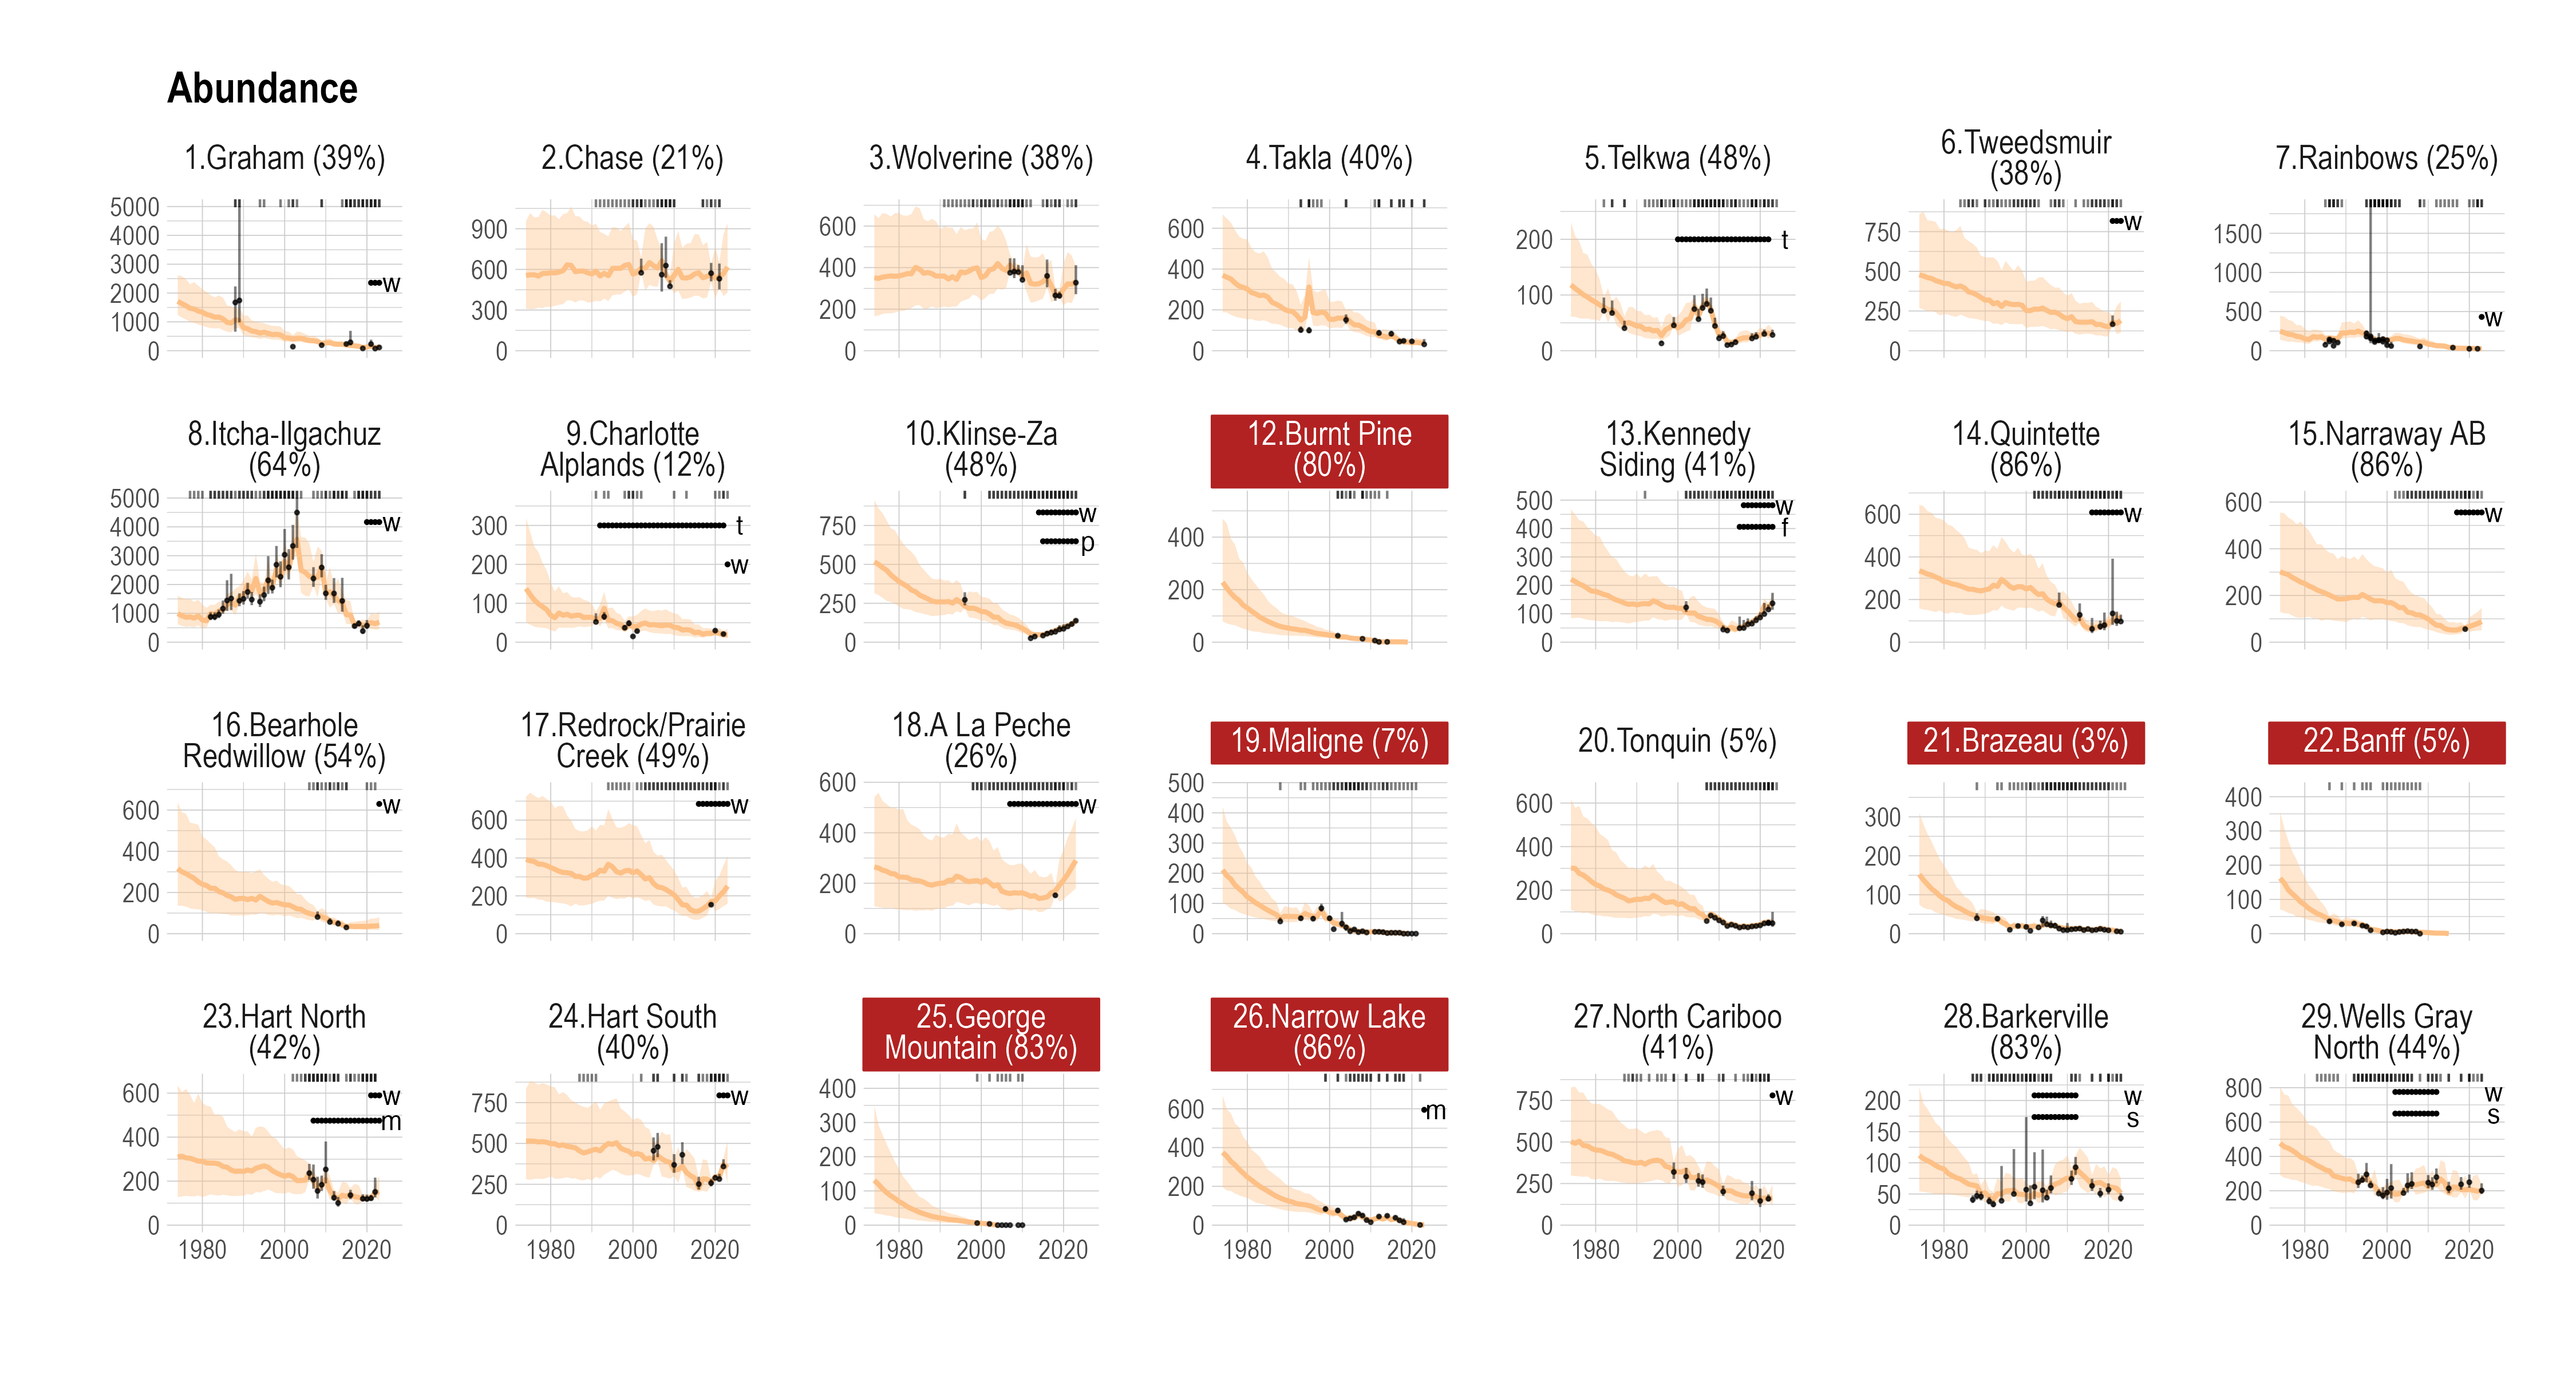 Abundance
1.Graham (39%)
2.Chase (21%)
3.Wolverine (38%)
4.Takla (40%)
5.Telkwa (48%)
6.Tweedsmuir
(38%)
7.Rainbows (25%)
5000
4000
3000
2000
1000
0
w
900
600
300
0
600
400
200
0
600
400
200
0
200
100
0
t
750
500
250
0
w
1500
1000
500
0
w
8.Itcha-Ilgachuz
(64%)
9.Charlotte
Alplands (12%)
10.Klinse-Za
(48%)
12.Burnt Pine
(80%)
13.Kennedy
Siding (41%)
14.Quintette
(86%)
15.Narraway AB
(86%)
5000
4000
3000
2000
1000
0
w
300
200
100
0
t
w
750
500
250
0
w
p
400
200
0
500
400
300
200
100
0
w
f
600
400
200
0
w
600
400
200
0
w
16.Bearhole
Redwillow (54%)
17.Redrock/Prairie
Creek (49%)
18.A La Peche
(26%)
19.Maligne (7%)
20.Tonquin (5%)
21.Brazeau (3%)
22.Banff (5%)
600
400
200
0
w
600
400
200
0
w
600
400
200
0
w
500
400
300
200
100
0
600
400
200
0
300
200
100
0
400
300
200
100
0
23.Hart North
(42%)
24.Hart South
(40%)
25.George
Mountain (83%)
26.Narrow Lake
(86%)
27.North Cariboo
(41%)
28.Barkerville
(83%)
29.Wells Gray
North (44%)
600
400
200
0
w
m
750
500
250
0
w
400
300
200
100
0
600
400
200
0
m
750
500
250
0
w
200
150
100
50
0
w
s
800
600
400
200
0
w
s
1980 2000 2020
1980 2000 2020
1980 2000 2020
1980 2000 2020
1980 2000 2020
1980 2000 2020
1980 2000 2020